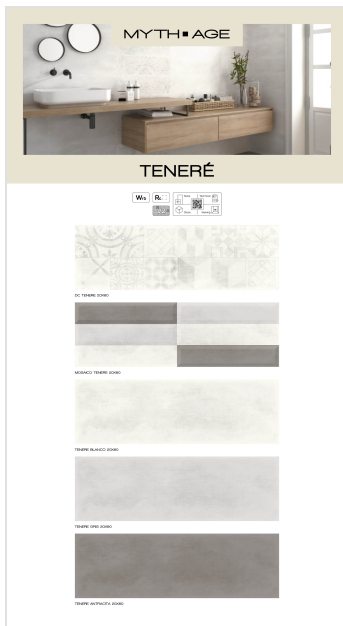 MYTH■AGE
TENERÉ
W
R
DC TENERE 20X60
MOSAICO TENERE 20X60
TENERE BLANCO 20X60
TENERE GRIS 20X60
TENERE ANTRACITA 20X60